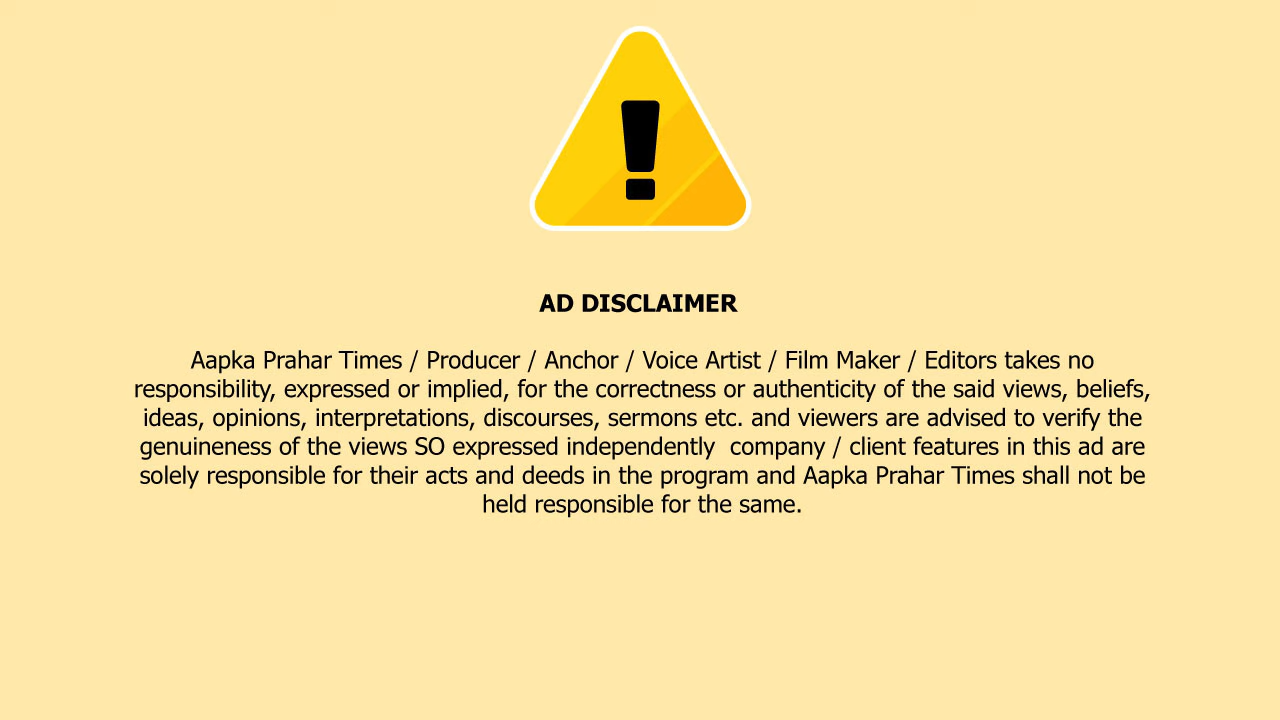 AD DISCLAIMER
Aapka Prahar Times / Producer / Anchor / Voice Artist / Film Maker / Editors takes no
responsibility, expressed or implied, for the correctness or authenticity of the said views, beliefs,
ideas, opinions, interpretations, discourses, sermons etc. and viewers are advised to verify the
genuineness of the views SO expressed independently  company / client features in this ad are
solely responsible for their acts and deeds in the program and Aapka Prahar Times shall not be
held responsible for the same.